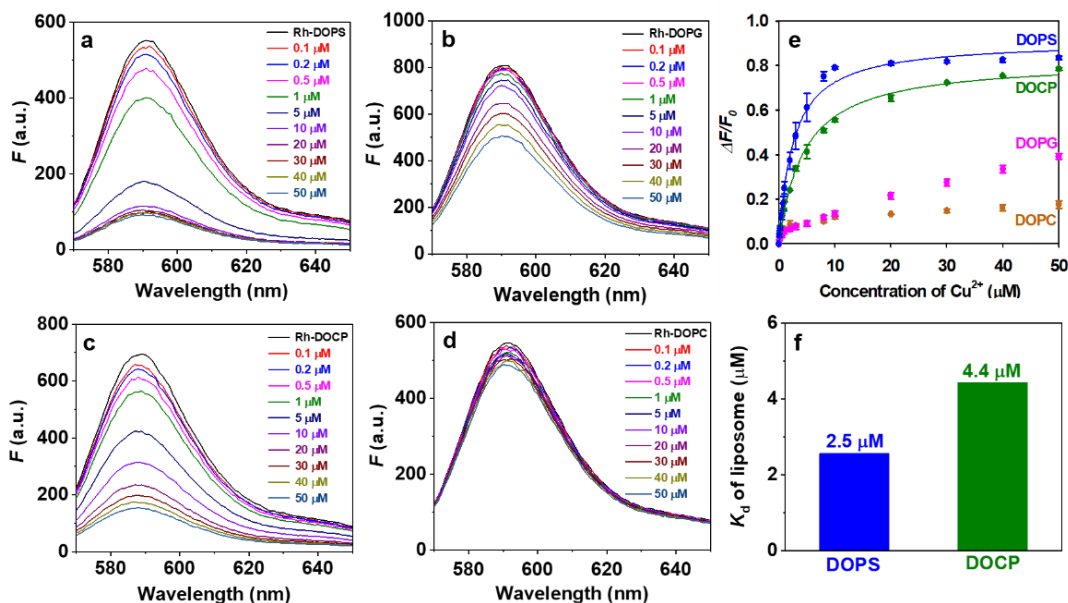 a
600
400
200
0
F (a.u.)
580
600
620
640
Wavelength (nm)
Rh-DOPS
0.1 µM
0.2 µM
0.5 µM
1 µM
5 µM
10 µM
20 µM
30 µM
40 µM
50 µM
b
1000
800
600
400
200
0
F (a.u.)
580
600
620
640
Wavelength (nm)
Rh-DOPG
0.1 µM
0.2 µM
0.5 µM
1 µM
5 µM
10 µM
20 µM
30 µM
40 µM
50 µM
e
1.0
0.8
0.6
0.4
0.2
0.0
ΔF/F₀
0
10
20
30
40
50
Concentration of Cu²⁺ (µM)
DOPS
DOCP
DOPG
DOPC
c
800
600
400
200
0
F (a.u.)
580
600
620
640
Wavelength (nm)
Rh-DOCP
0.1 µM
0.2 µM
0.5 µM
1 µM
5 µM
10 µM
20 µM
30 µM
40 µM
50 µM
d
600
400
200
0
F (a.u.)
580
600
620
640
Wavelength (nm)
Rh-DOPC
0.1 µM
0.2 µM
0.5 µM
1 µM
5 µM
10 µM
20 µM
30 µM
40 µM
50 µM
f
6
4
2
0
Kd of liposome (µM)
2.5 µM
4.4 µM
DOPS
DOCP